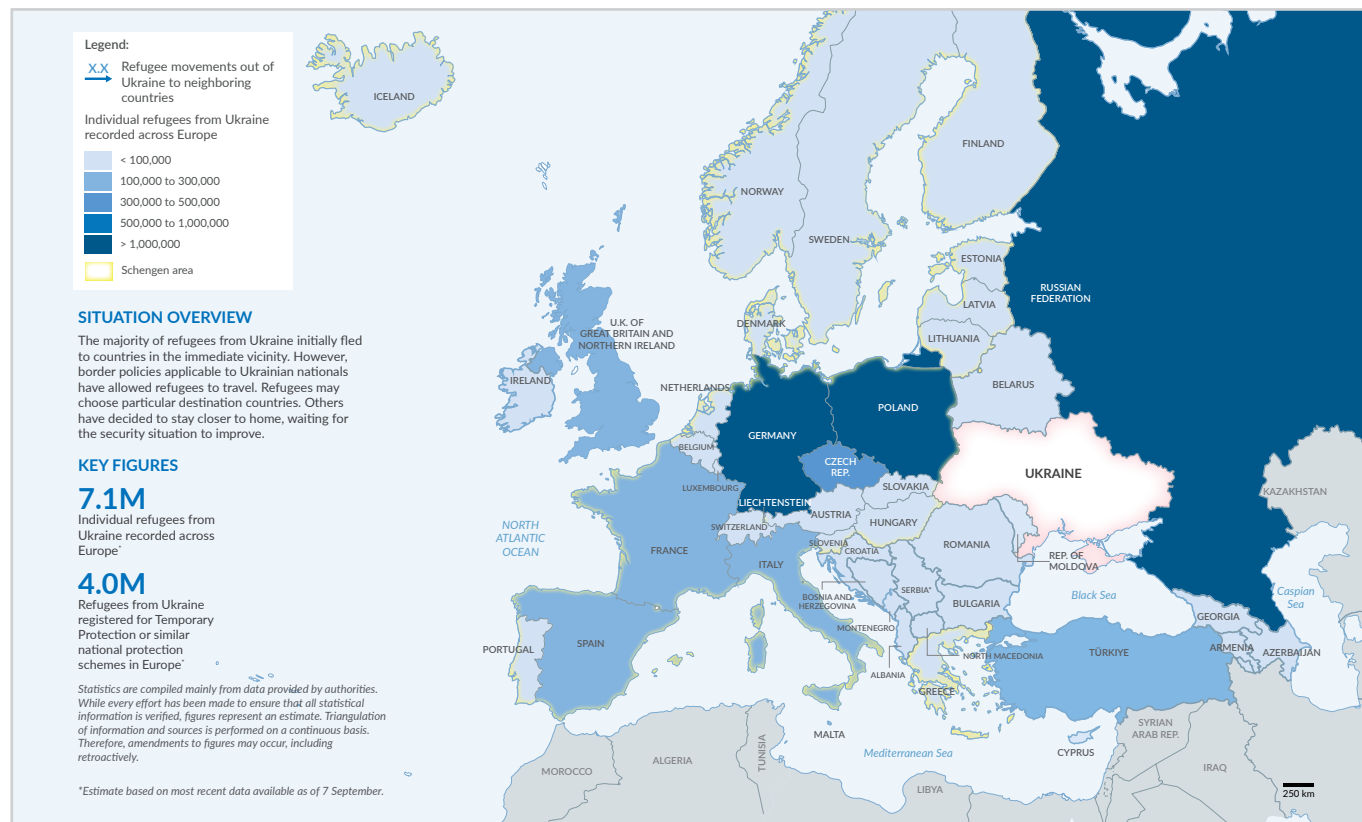 Legend:
X.X
Refugee movements out of
Ukraine to neighboring
countries
Individual refugees from Ukraine
recorded across Europe
< 100,000
100,000 to 300,000
300,000 to 500,000
500,000 to 1,000,000
> 1,000,000
Schengen area
SITUATION OVERVIEW
The majority of refugees from Ukraine initially fled
to countries in the immediate vicinity. However,
border policies applicable to Ukrainian nationals
have allowed refugees to travel. Refugees may
choose particular destination countries. Others
have decided to stay closer to home, waiting for
the security situation to improve.
KEY FIGURES
7.1M
Individual refugees from
Ukraine recorded across
Europe*
4.0M
Refugees from Ukraine
registered for Temporary
Protection or similar
national protection
schemes in Europe*
Statistics are compiled mainly from data provided by authorities.
While every effort has been made to ensure that all statistical
information is verified, figures represent an estimate. Triangulation
of information and sources is performed on a continuous basis.
Therefore, amendments to figures may occur, including
retroactively.
*Estimate based on most recent data available as of 7 September.
ICELAND
FINLAND
NORWAY
SWEDEN
ESTONIA
RUSSIAN
FEDERATION
LATVIA
U.K. OF
GREAT BRITAIN AND
NORTHERN IRELAND
DENMARK
LITHUANIA
IRELAND
NETHERLANDS
BELARUS
POLAND
GERMANY
BELGIUM
CZECH
REP.
UKRAINE
LUXEMBOURG
SLOVAKIA
KAZAKHSTAN
LIECHTENSTEIN
AUSTRIA
NORTH
ATLANTIC
OCEAN
SWITZERLAND
HUNGARY
FRANCE
SLOVENIA
CROATIA
ROMANIA
REP. OF
MOLDOVA
ITALY
BOSNIA AND
HERZEGOVINA
SERBIA*
BULGARIA
Black Sea
Caspian
Sea
GEORGIA
MONTENEGRO
PORTUGAL
SPAIN
NORTH MACEDONIA
TÜRKIYE
ARMENIA
AZERBAIJAN
ALBANIA
GREECE
MALTA
Mediterranean Sea
CYPRUS
SYRIAN
ARAB REP.
MOROCCO
ALGERIA
TUNISIA
LIBYA
IRAQ
250 km